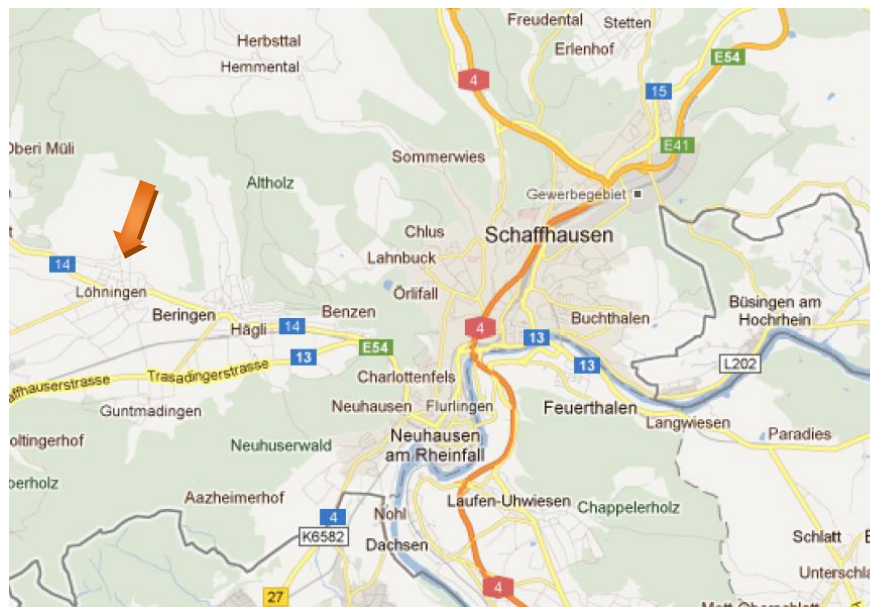 Freudental
Stetten
Herbsttal
Erlenhof
Hemmental
E54
4
15
Oberi Müli
E41
Sommerwies
Altholz
Gewerbegebiet
Chlus
Schaffhausen
14
Lahnbuck
Löhningen
Örlifall
Büsingen am
Hochrhein
Benzen
Beringen
Buchthalen
Hägli
14
4
13
13
E54
L202
13
Trasadingerstrasse
Charlottenfels
affhauserstrasse
Neuhausen
Flurlingen
Feuerthalen
Guntmadingen
Langwiesen
Paradies
oltingerhof
Neuhausen
am Rheinfall
Neuhuserwald
berholz
Aazheimerhof
Laufen-Uhwiesen
Chappelerholz
4
Nohl
K6582
Dachsen
Schlatt
Unterschla
4
27